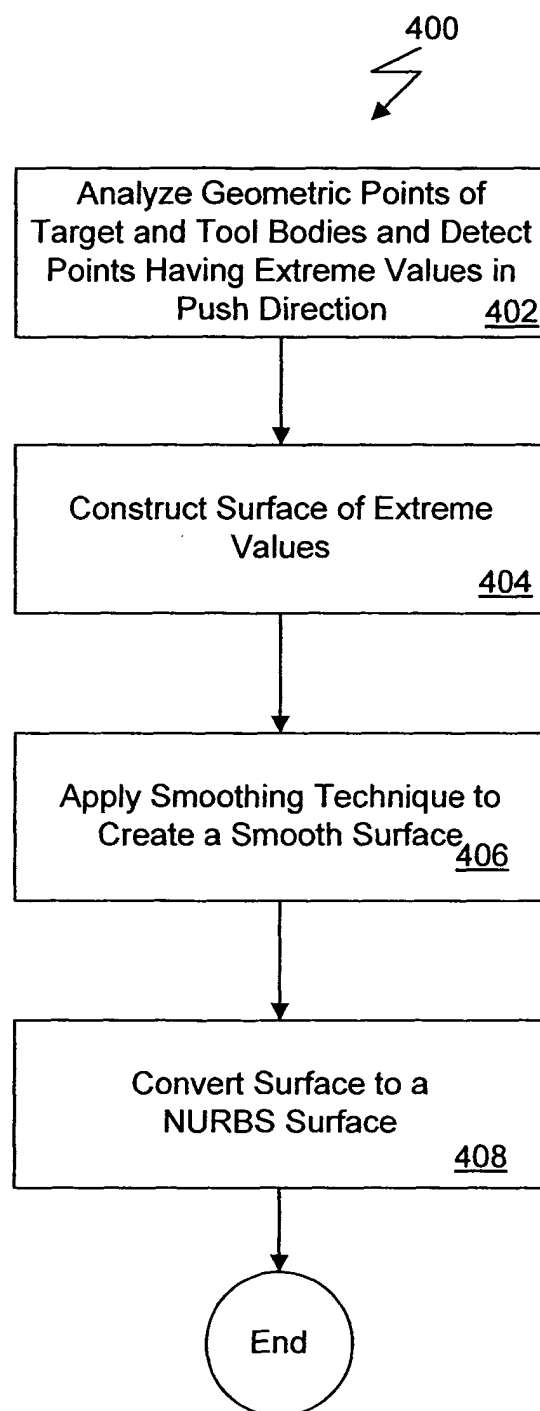 400
Analyze Geometric Points of
Target and Tool Bodies and Detect
Points Having Extreme Values in
Push Direction
402
Construct Surface of Extreme
Values
404
Apply Smoothing Technique to
Create a Smooth Surface
406
Convert Surface to a
NURBS Surface
408
End